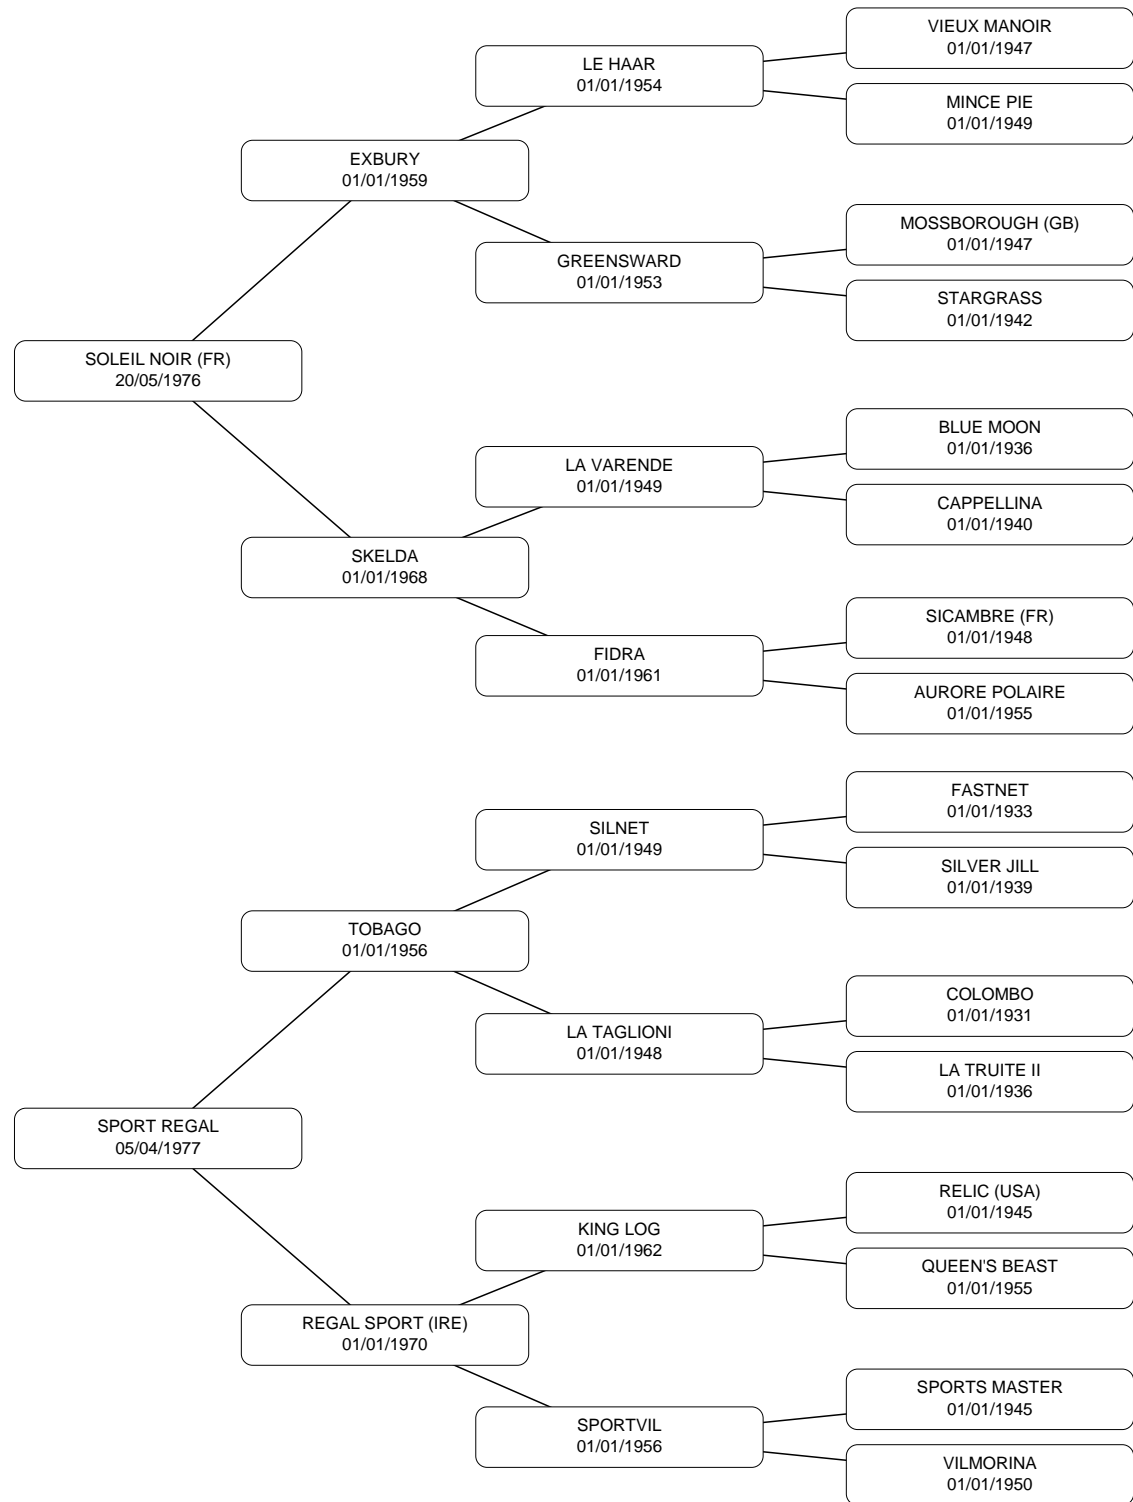 VIEUX MANOIR
01/01/1947
LE HAAR
01/01/1954
MINCE PIE
01/01/1949
EXBURY
01/01/1959
MOSSBOROUGH (GB)
01/01/1947
GREENSWARD
01/01/1953
STARGRASS
01/01/1942
SOLEIL NOIR (FR)
20/05/1976
BLUE MOON
01/01/1936
LA VARENDE
01/01/1949
CAPPELLINA
01/01/1940
SKELDA
01/01/1968
SICAMBRE (FR)
01/01/1948
FIDRA
01/01/1961
AURORE POLAIRE
01/01/1955
FASTNET
01/01/1933
SILNET
01/01/1949
SILVER JILL
01/01/1939
TOBAGO
01/01/1956
COLOMBO
01/01/1931
LA TAGLIONI
01/01/1948
LA TRUITE II
01/01/1936
SPORT REGAL
05/04/1977
RELIC (USA)
01/01/1945
KING LOG
01/01/1962
QUEEN'S BEAST
01/01/1955
REGAL SPORT (IRE)
01/01/1970
SPORTS MASTER
01/01/1945
SPORTVIL
01/01/1956
VILMORINA
01/01/1950